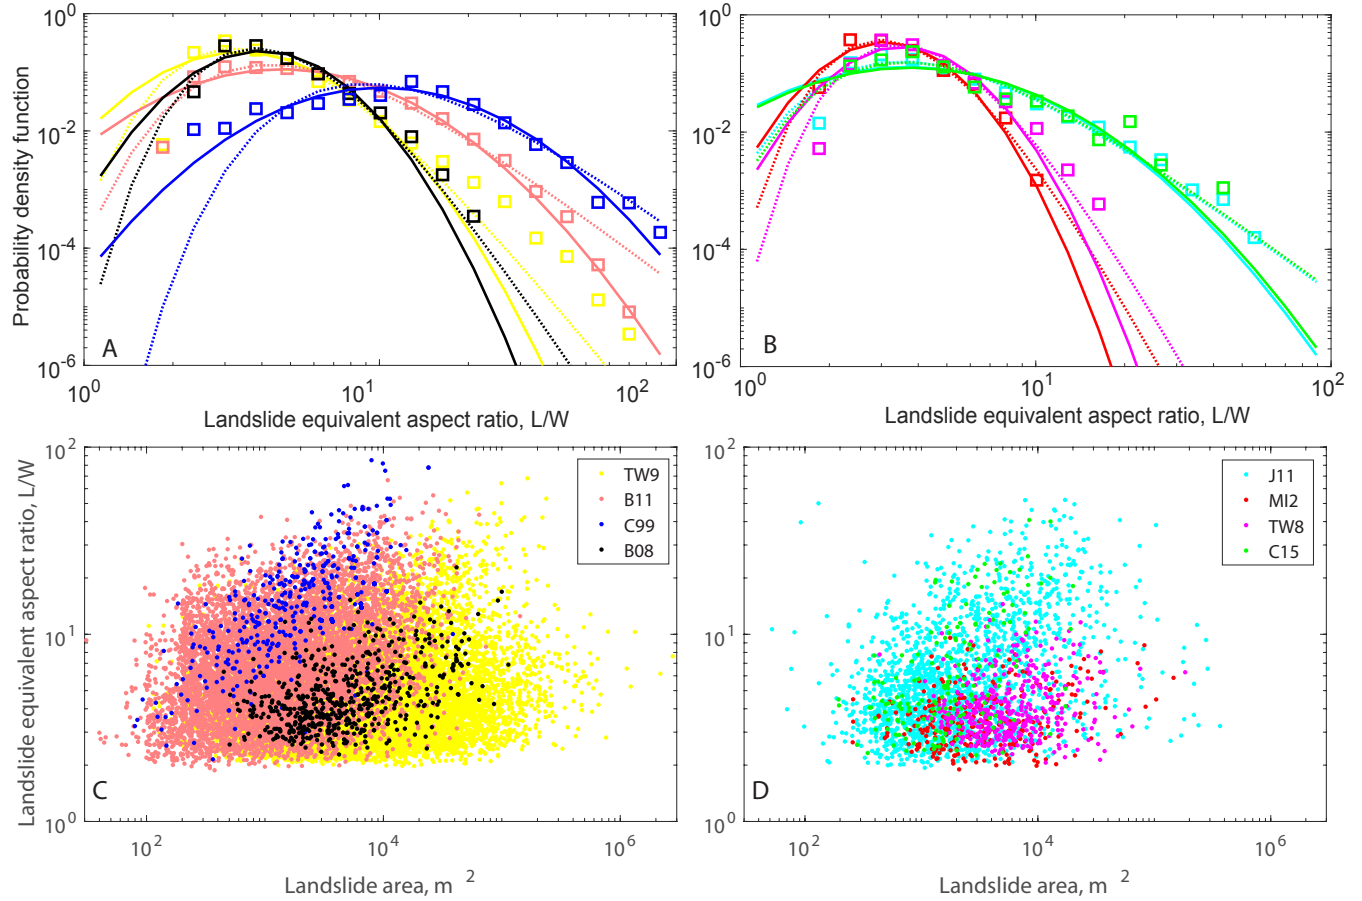 10^0
10^-2
10^-4
10^-6
Probability density function
A
10^0
10^1
10^2
Landslide equivalent aspect ratio, L/W
10^0
10^-2
10^-4
10^-6
B
10^0
10^1
10^2
Landslide equivalent aspect ratio, L/W
10^2
10^1
10^0
Landslide equivalent aspect ratio, L/W
TW9
B11
C99
B08
C
10^2
10^4
10^6
Landslide area, m^2
10^2
10^1
10^0
J11
MI2
TW8
C15
D
10^2
10^4
10^6
Landslide area, m^2